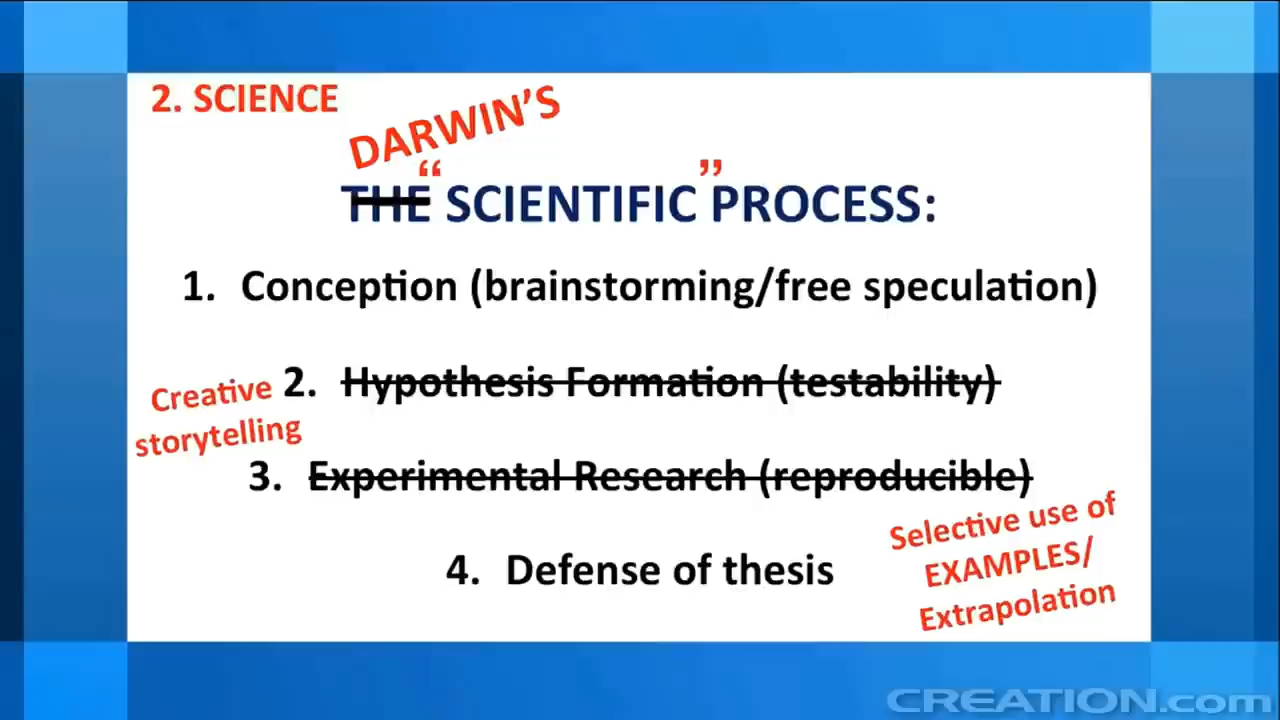 2. SCIENCE
DARWIN'S
THE “SCIENTIFIC” PROCESS:
1. Conception (brainstorming/free speculation)
Creative
storytelling
2. Hypothesis Formation (testability)
3. Experimental Research (reproducible)
Selective use of
EXAMPLES/
Extrapolation
4. Defense of thesis
CREATION.com